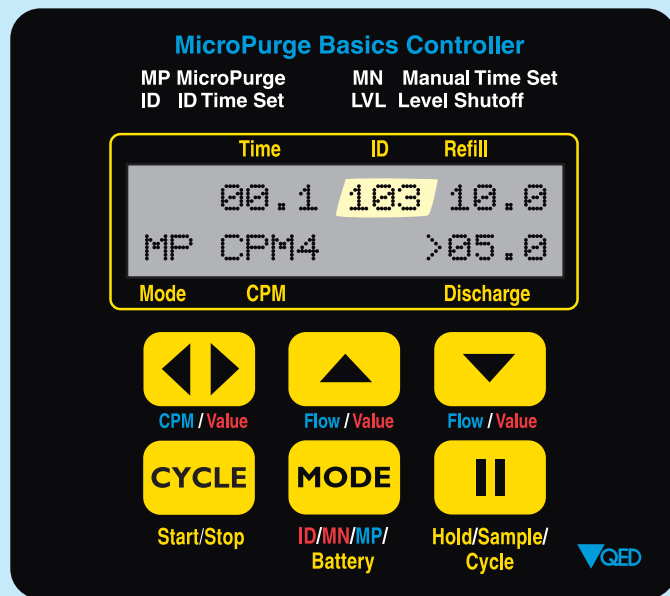 MicroPurge Basics Controller
MP MicroPurge MN Manual Time Set
ID ID Time Set LVL Level Shutoff
Time ID Refill
00.1 103 10.0
MP CPM4 >05.0
Mode CPM Discharge
CPM / Value Flow / Value Flow / Value
CYCLE MODE
Start/Stop ID/MN/MP/ Hold/Sample/
Battery Cycle
QED